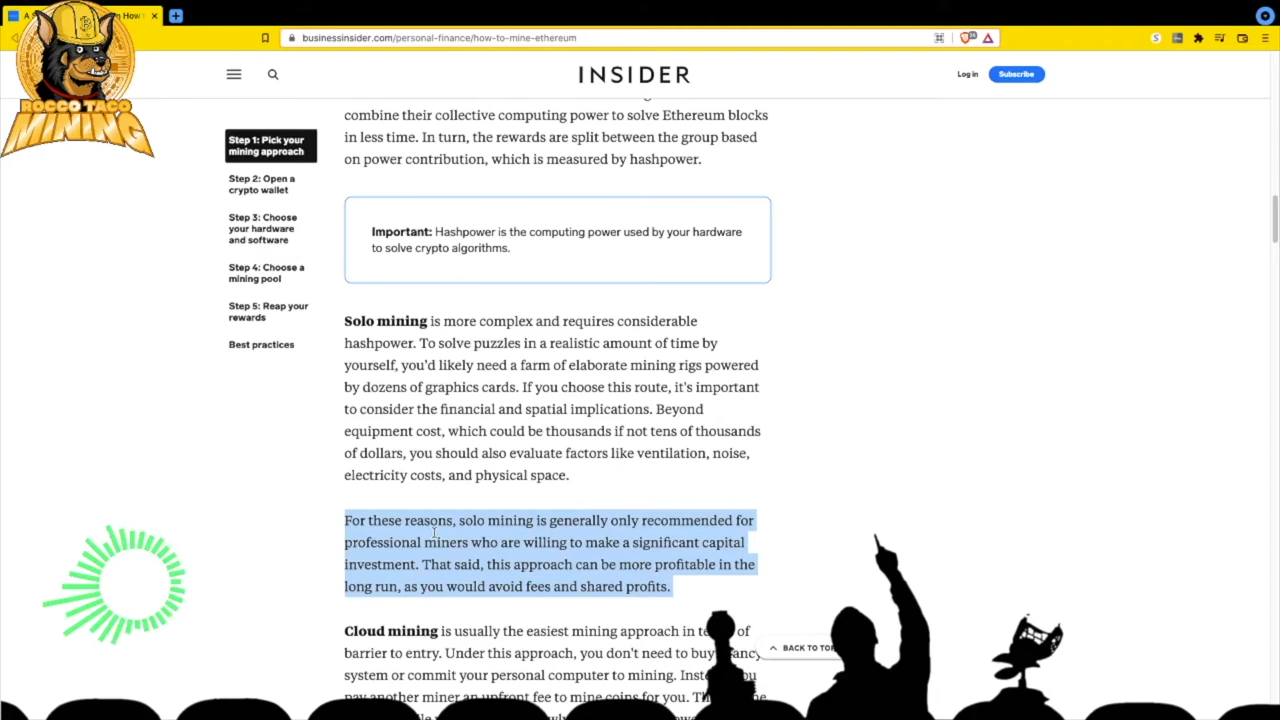 businessinsider.com/personal-finance/how-to-mine-ethereum
ROCCO TACO
MINING
INSIDER
Log in
Subscribe
Step 1: Pick your
mining approach
Step 2: Open a
crypto wallet
Step 3: Choose
your hardware
and software
Step 4: Choose a
mining pool
Step 5: Reap your
rewards
Best practices
combine their collective computing power to solve Ethereum blocks
in less time. In turn, the rewards are split between the group based
on power contribution, which is measured by hashpower.
Important: Hashpower is the computing power used by your hardware
to solve crypto algorithms.
Solo mining is more complex and requires considerable
hashpower. To solve puzzles in a realistic amount of time by
yourself, you'd likely need a farm of elaborate mining rigs powered
by dozens of graphics cards. If you choose this route, it's important
to consider the financial and spatial implications. Beyond
equipment cost, which could be thousands if not tens of thousands
of dollars, you should also evaluate factors like ventilation, noise,
electricity costs, and physical space.
For these reasons, solo mining is generally only recommended for
professional miners who are willing to make a significant capital
investment. That said, this approach can be more profitable in the
long run, as you would avoid fees and shared profits.
Cloud mining is usually the easiest mining approach in of
barrier to entry. Under this approach, you don't need to buy
system or commit your personal computer to mining.
pay another miner an upfront fee to mine coins for you.
BACK TO